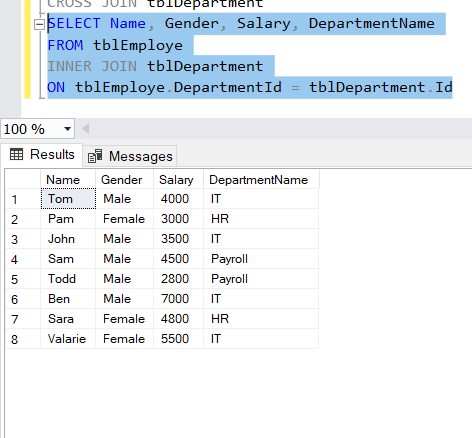 CROSS JOIN tblDepartment
SELECT Name, Gender, Salary, DepartmentName
FROM tblEmploye
INNER JOIN tblDepartment
ON tblEmploye.DepartmentId = tblDepartment.Id
100 %
Results Messages
Name Gender Salary DepartmentName
1 Tom Male 4000 IT
2 Pam Female 3000 HR
3 John Male 3500 IT
4 Sam Male 4500 Payroll
5 Todd Male 2800 Payroll
6 Ben Male 7000 IT
7 Sara Female 4800 HR
8 Valarie Female 5500 IT